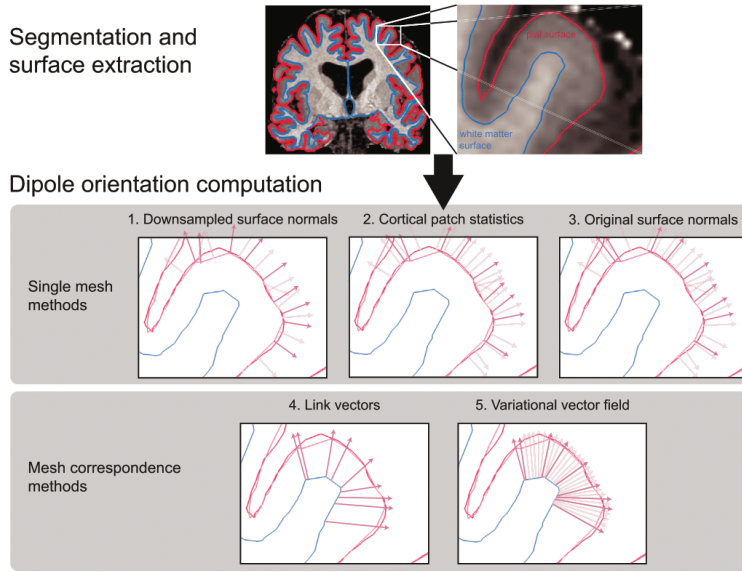 Segmentation and
surface extraction
pial surface
white matter
surface
Dipole orientation computation
1. Downsampled surface normals
2. Cortical patch statistics
3. Original surface normals
Single mesh
methods
4. Link vectors
5. Variational vector field
Mesh correspondence
methods